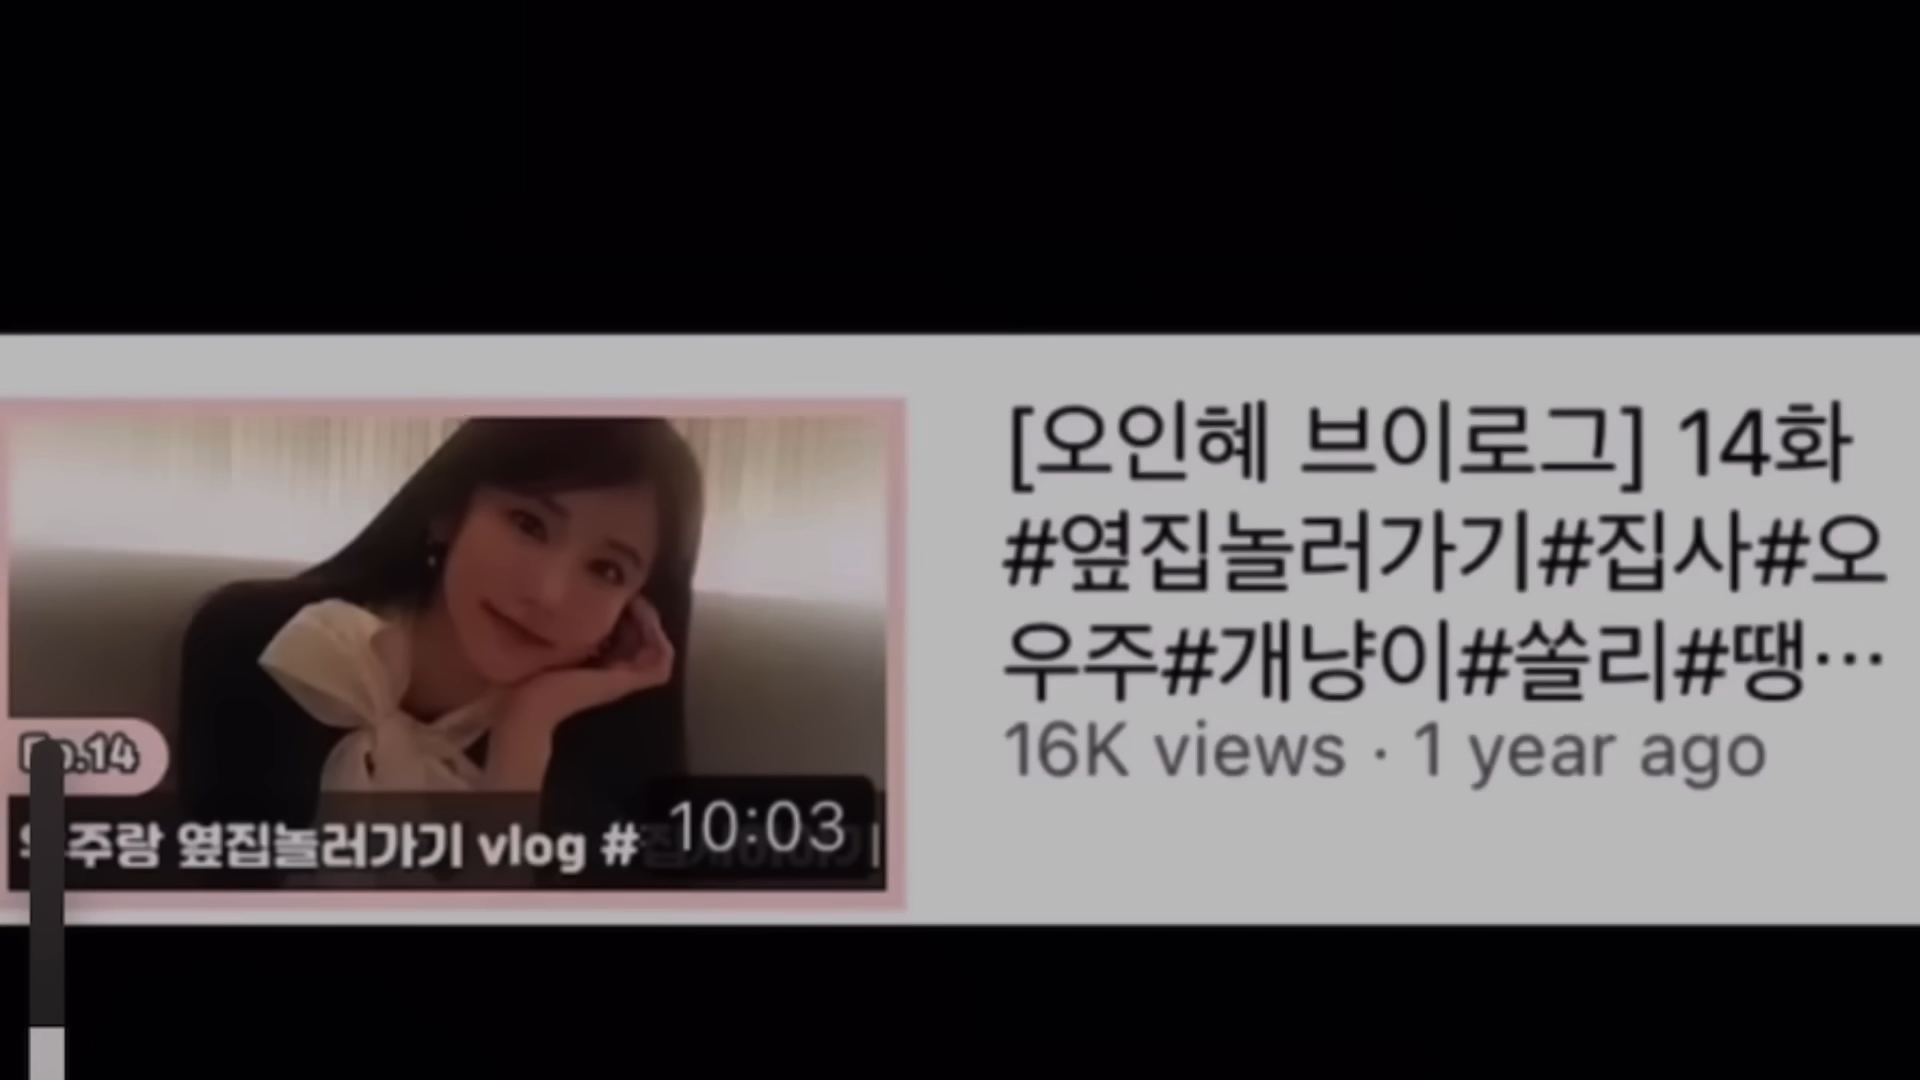 [오인혜 브이로그] 14화
#옆집놀러가기#집사#오
우주#개냥이#쏠리#땡…
16K views · 1 year ago
Ep.14
주랑 옆집놀러가기 vlog #
10:03